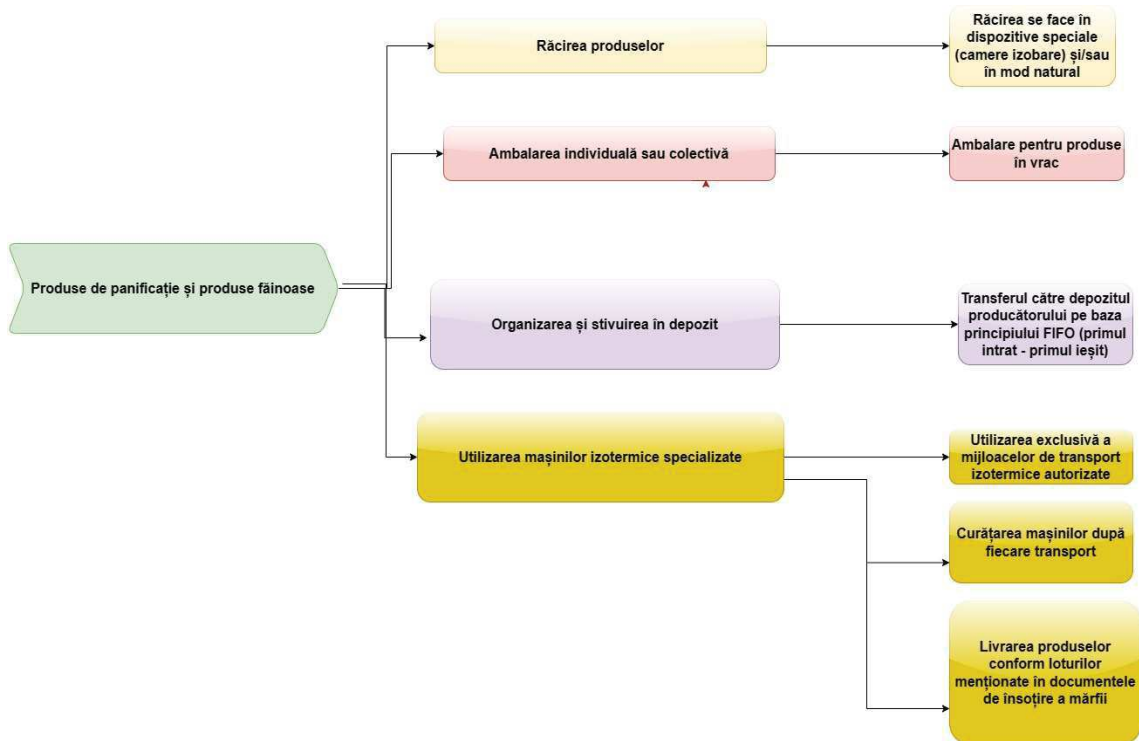 Răcirea produselor
Răcirea se face în
dispozitive speciale
(camere izobare) și/sau
în mod natural
Ambalarea individuală sau colectivă
Ambalare pentru produse
în vrac
Produse de panificație și produse făinoase
Organizarea și stivuirea în depozit
Transferul către depozitul
producătorului pe baza
principiului FIFO (primul
intrat - primul ieșit)
Utilizarea mașinilor izotermice specializate
Utilizarea exclusivă a
mijloacelor de transport
izotermice autorizate
Curățarea mașinilor după
fiecare transport
Livrarea produselor
conform loturilor
menționate în documentele
de însoțire a mărfii